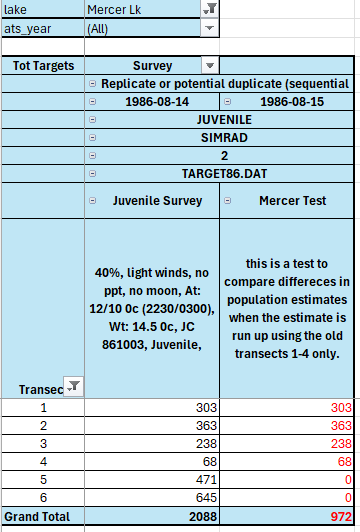 lake Mercer Lk
ats_year (All)
Tot Targets Survey
Replicate or potential duplicate (sequential
1986-08-14 1986-08-15
JUVENILE
SIMRAD
2
TARGET86.DAT
Juvenile Survey Mercer Test
40%, light winds, no
ppt, no moon, At:
12/10 0c (2230/0300),
Wt: 14.5 0c, JC
861003, Juvenile,
this is a test to
compare differeces in
population estimates
when the estimate is
run up using the old
transects 1-4 only.
Transec
1 303 303
2 363 363
3 238 238
4 68 68
5 471 0
6 645 0
Grand Total 2088 972